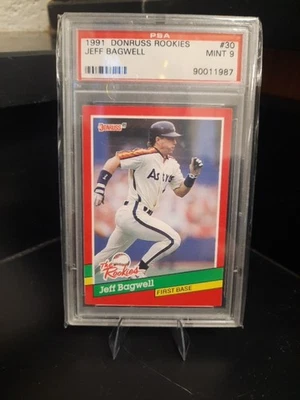 PSA
1991 DONRUSS ROOKIES #30
JEFF BAGWELL MINT 9
90011987
DONRUSS
Astros
The
Rookies
Jeff Bagwell
FIRST BASE